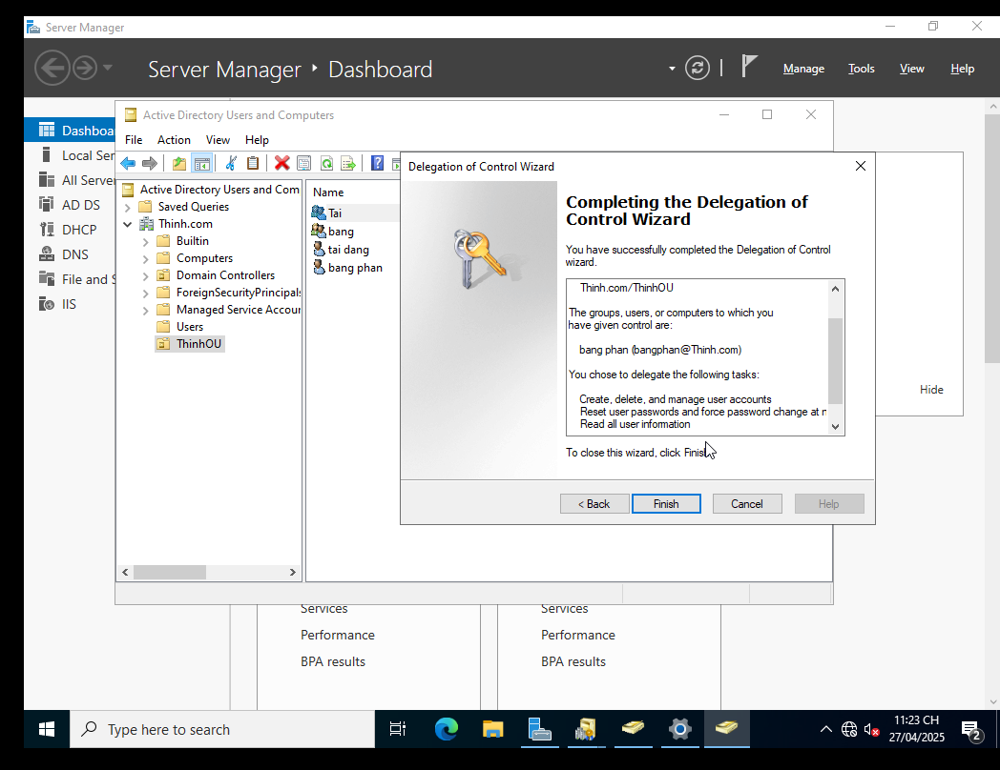 Server Manager
Server Manager ‣ Dashboard
Manage
Tools
View
Help
Dashboa
Local Ser
All Serve
AD DS
DHCP
DNS
File and S
IIS
Active Directory Users and Computers
File
Action
View
Help
Active Directory Users and Com
Saved Queries
Thinh.com
Builtin
Computers
Domain Controllers
ForeignSecurityPrincipals
Managed Service Accour
Users
ThinhOU
Name
Tai
bang
tai dang
bang phan
Delegation of Control Wizard
Completing the Delegation of
Control Wizard
You have successfully completed the Delegation of Control
wizard.
Thinh.com/ThinhOU
The groups, users, or computers to which you
have given control are:
bang phan (bangphan@Thinh.com)
You chose to delegate the following tasks:
Create, delete, and manage user accounts
Reset user passwords and force password change at n
Read all user information
To close this wizard, click Finish
< Back
Finish
Cancel
Help
Hide
Services
Performance
BPA results
Services
Performance
BPA results
Type here to search
11:23 CH
27/04/2025
2